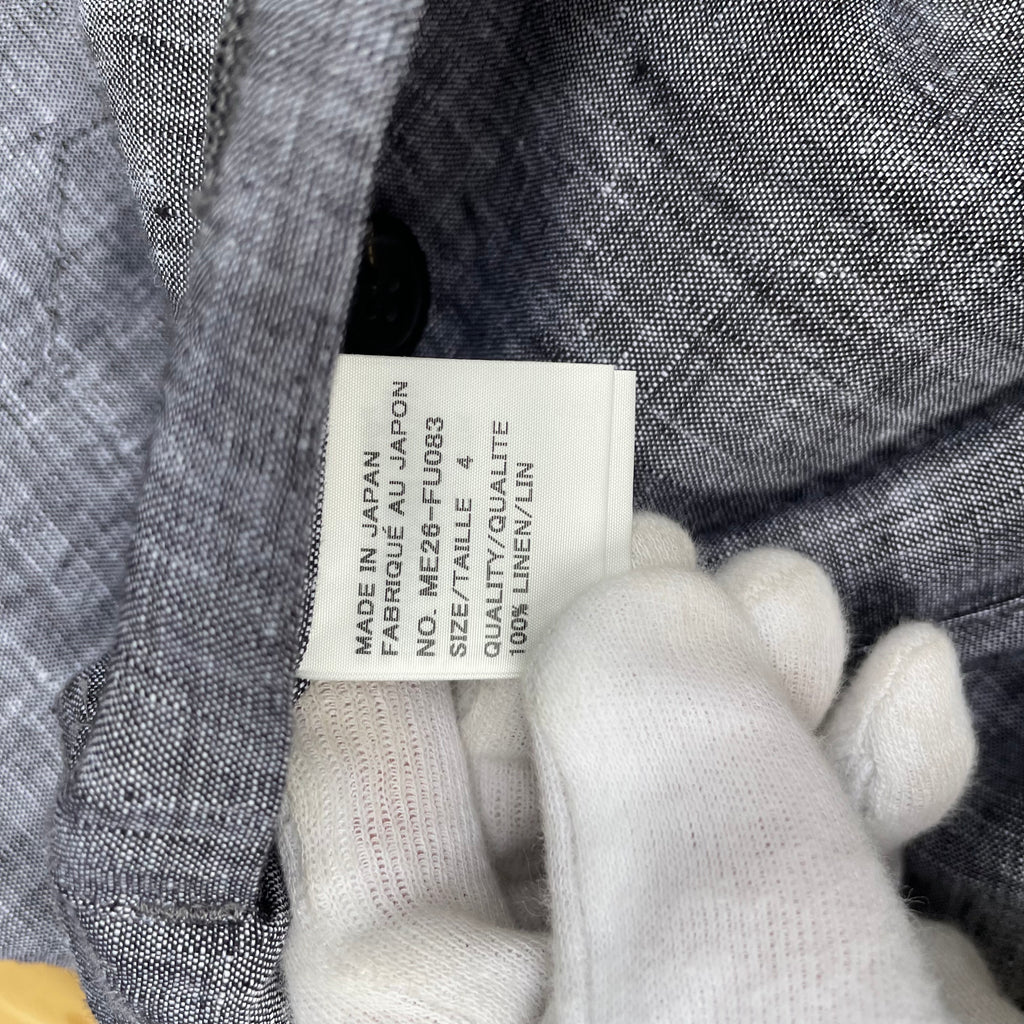 MADE IN JAPAN
FABRIQUÉ AU JAPON
NO. ME26-FU083
SIZE/TAILLE 4
QUALITY/QUALITE
100% LINEN/LIN